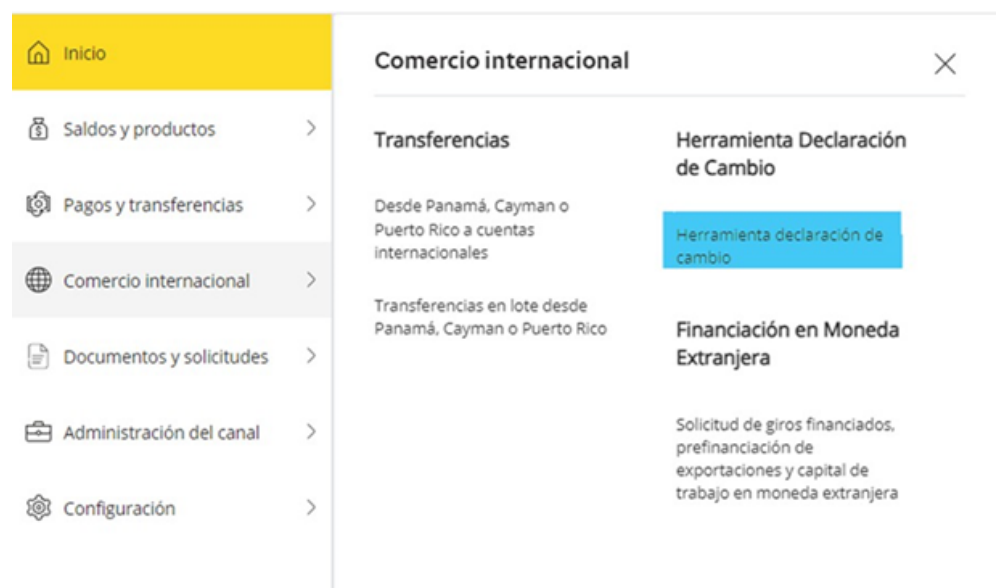 Inicio
Saldos y productos
Pagos y transferencias
Comercio internacional
Documentos y solicitudes
Administración del canal
Configuración
Comercio internacional
Transferencias
Desde Panamá, Cayman o
Puerto Rico a cuentas
internacionales
Transferencias en lote desde
Panamá, Cayman o Puerto Rico
Herramienta Declaración
de Cambio
Herramienta declaración de
cambio
Financiación en Moneda
Extranjera
Solicitud de giros financiados,
prefinanciación de
exportaciones y capital de
trabajo en moneda extranjera